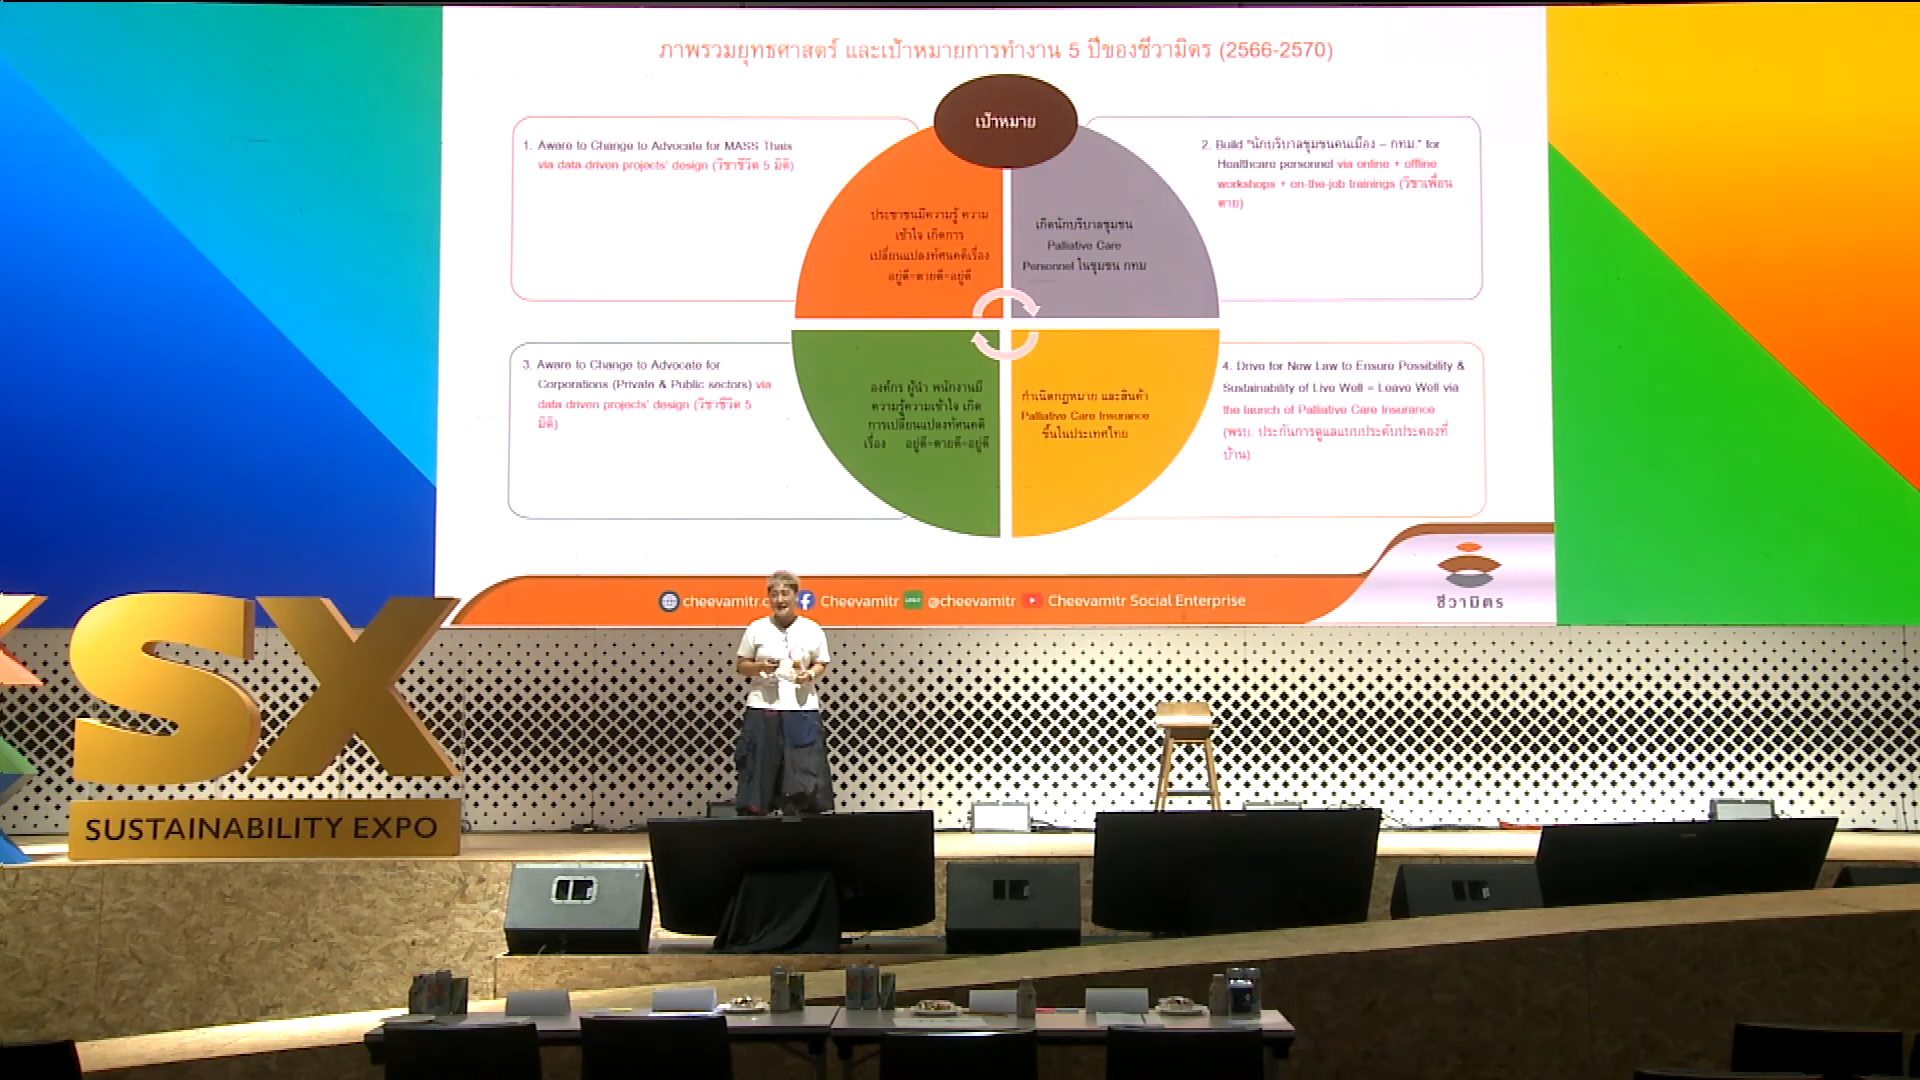 ภาพรวมยุทธศาสตร์ และเป้าหมายการทำงาน 5 ปีของชีวามิตร (2566-2570)
เป้าหมาย
1. Aware to Change to Advocate for MASS Thais
via data driven projects' design (วิชาชีวิต 5 มิติ)
2. Build "นักบริบาลชุมชนคนเมือง – กทม." for
Healthcare personnel via online + offline
workshops + on-the-job trainings (วิชาเพื่อน
ตาย)
ประชาชนมีความรู้ ความ
เข้าใจ เกิดการ
เปลี่ยนแปลงทัศนคติเรื่อง
อยู่ดี=ตายดี=อยู่ดี
เกิดนักบริบาลชุมชน
Palliative Care
Personnel ในชุมชน กทม
3. Aware to Change to Advocate for
Corporations (Private & Public sectors) via
data driven projects' design (วิชาชีวิต 5
มิติ)
องค์กร ผู้นำ พนักงานมี
ความรู้ความเข้าใจ เกิด
การเปลี่ยนแปลงทัศนคติ
เรื่อง อยู่ดี=ตายดี=อยู่ดี
กำเนิดกฎหมาย และสินค้า
Palliative Care Insurance
ขึ้นในประเทศไทย
4. Drive for New Law to Ensure Possibility &
Sustainability of Live Well = Leave Well via
the launch of Palliative Care Insurance
(พรบ. ประกันการดูแลแบบประคับประคองที่
บ้าน)
cheevamitr.c Cheevamitr @cheevamitr Cheevamitr Social Enterprise
ชีวามิตร
SX
SUSTAINABILITY EXPO